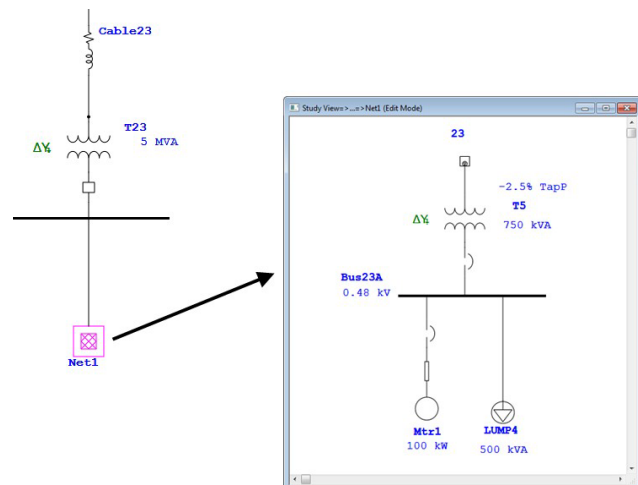 Cable23
T23
5 MVA
ΔY
Net1
Study View=>...=>Net1 (Edit Mode)
23
-2.5% TapP
T5
ΔY
750 kVA
Bus23A
0.48 kV
Mtr1
100 kW
LUMP4
500 kVA